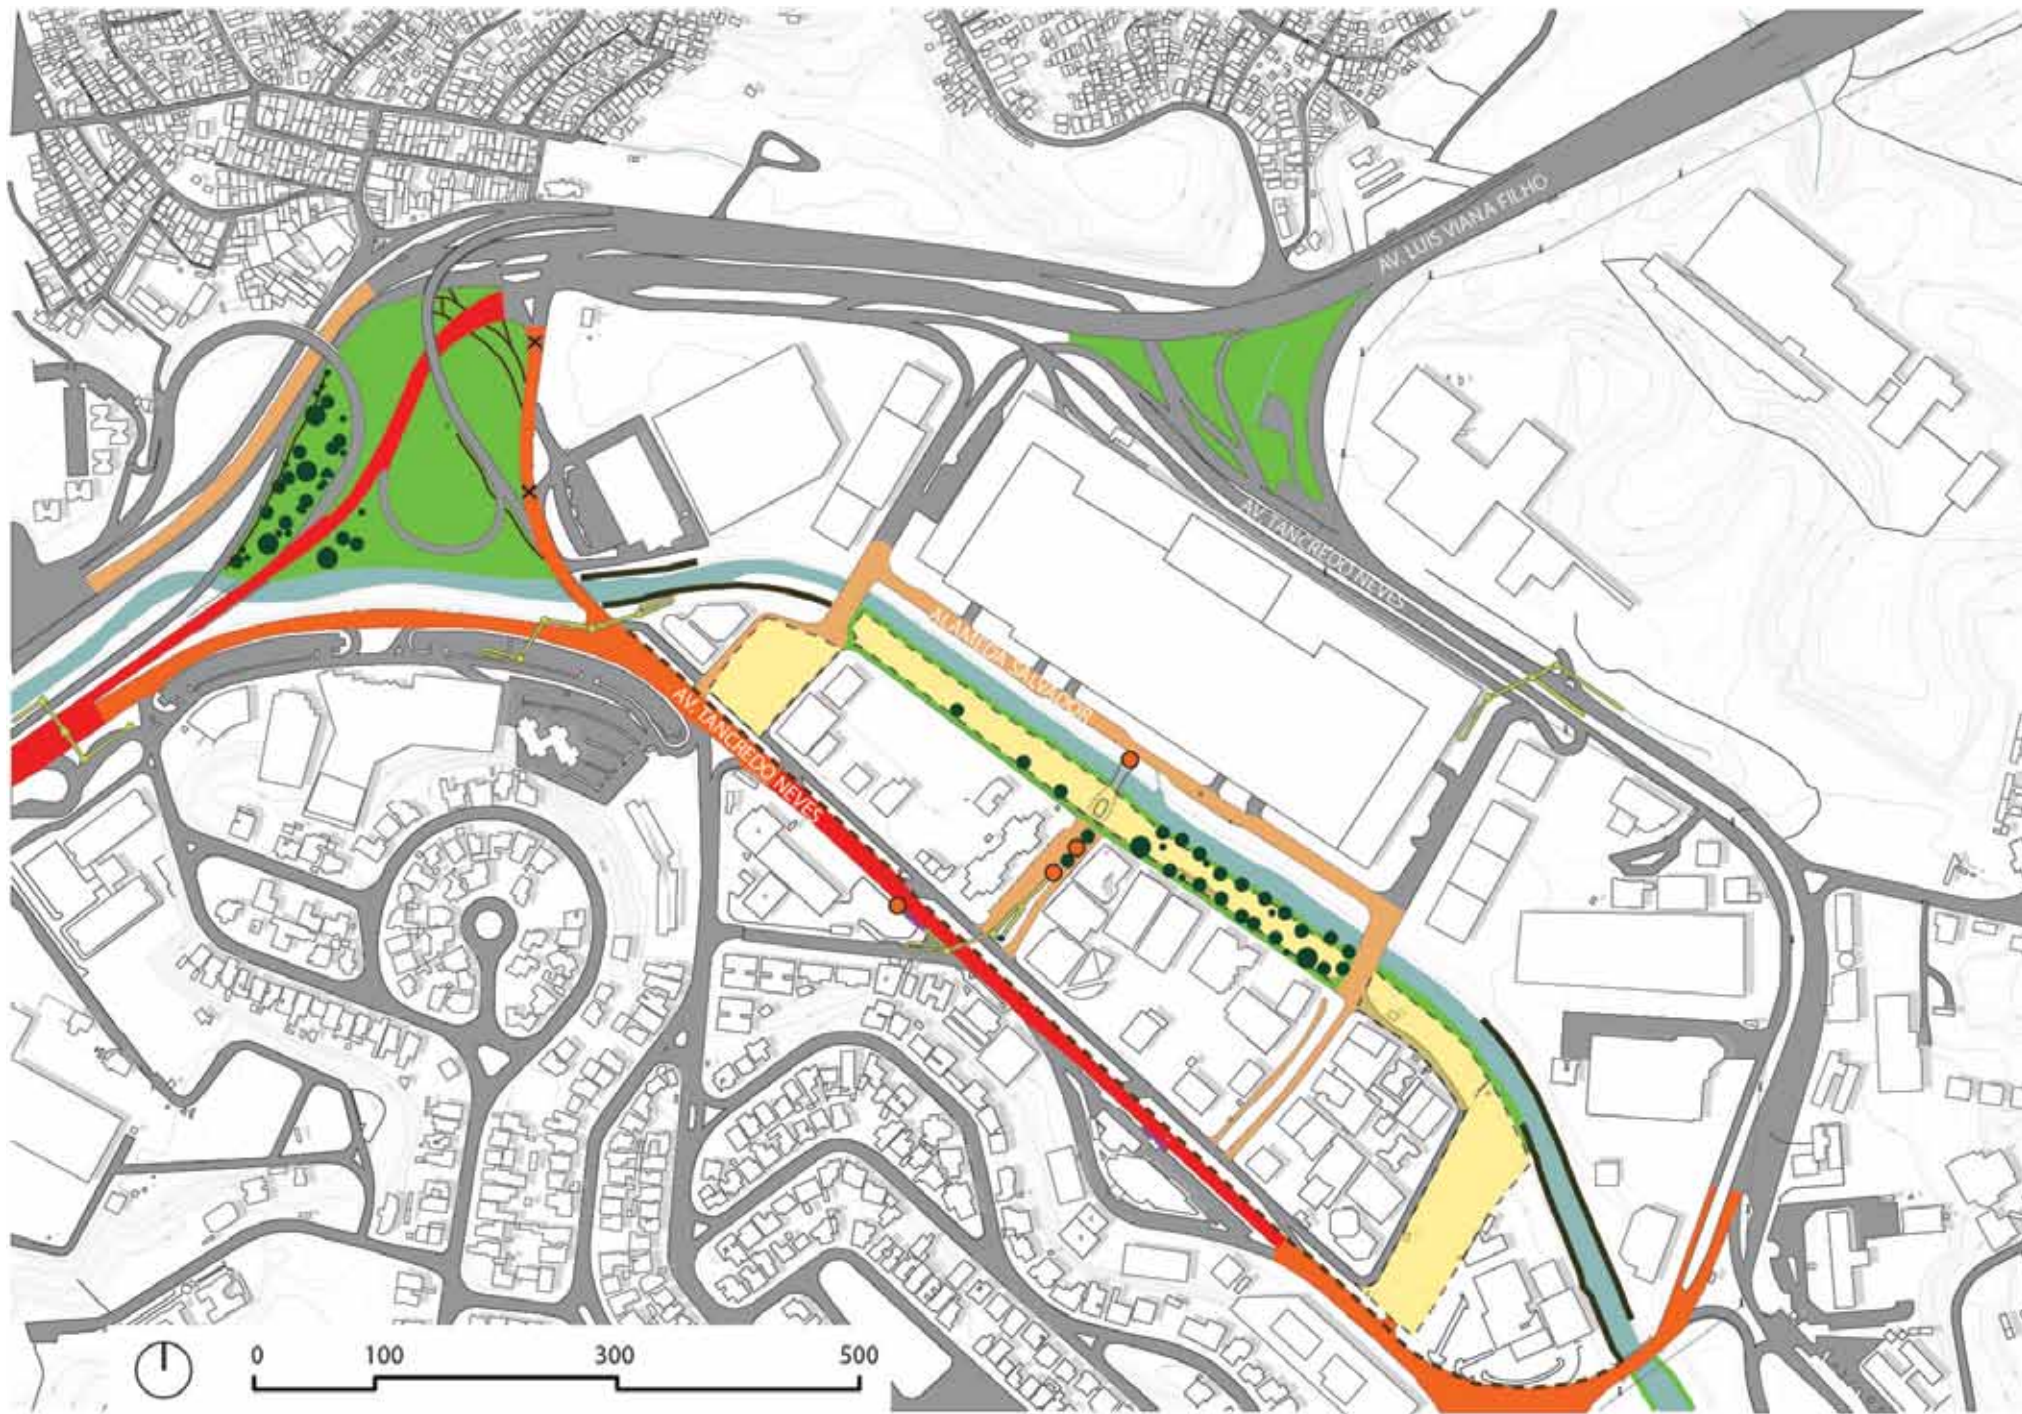 AV. LUIS VIANA FILHO
AV. TANCREDO NEVES
ALAMEDA SALVADOR
AV. TANCREDO NEVES
0 100 300 500